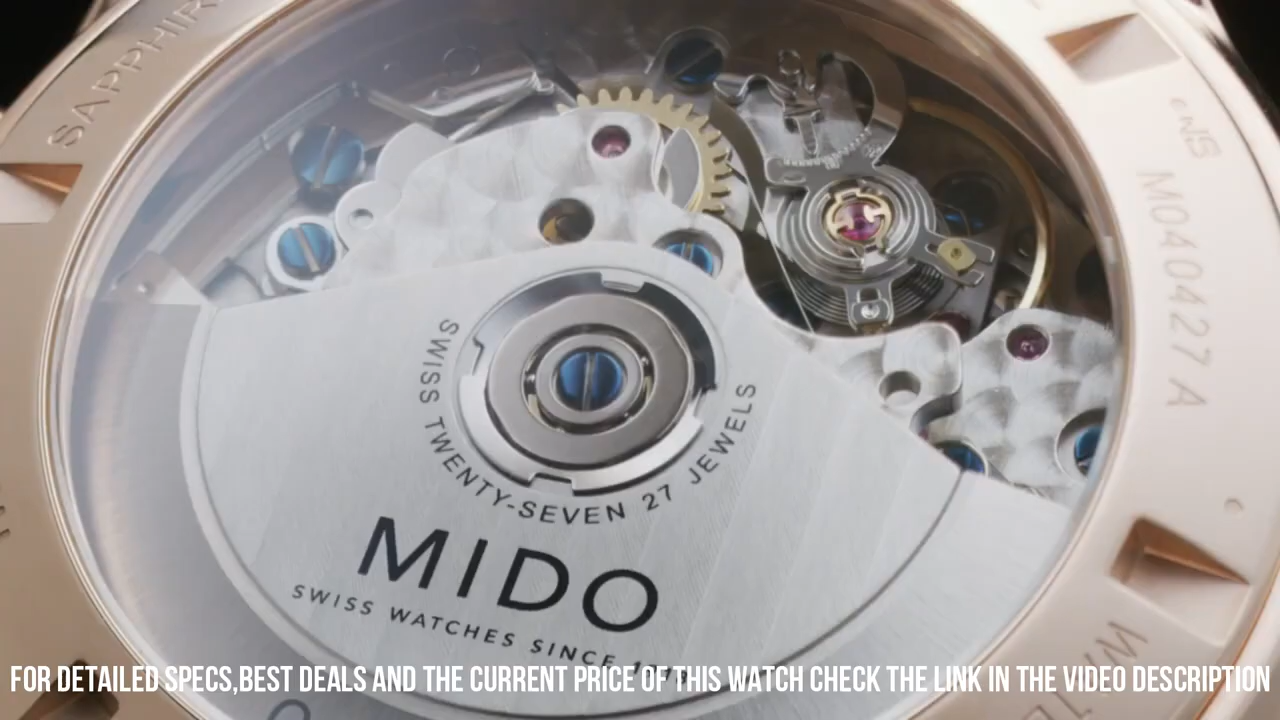 SAPPHIR
M040427 A
SWISS TWENTY-SEVEN 27 JEWELS
MIDO
SWISS WATCHES SINCE
FOR DETAILED SPECS,BEST DEALS AND THE CURRENT PRICE OF THIS WATCH CHECK THE LINK IN THE VIDEO DESCRIPTION